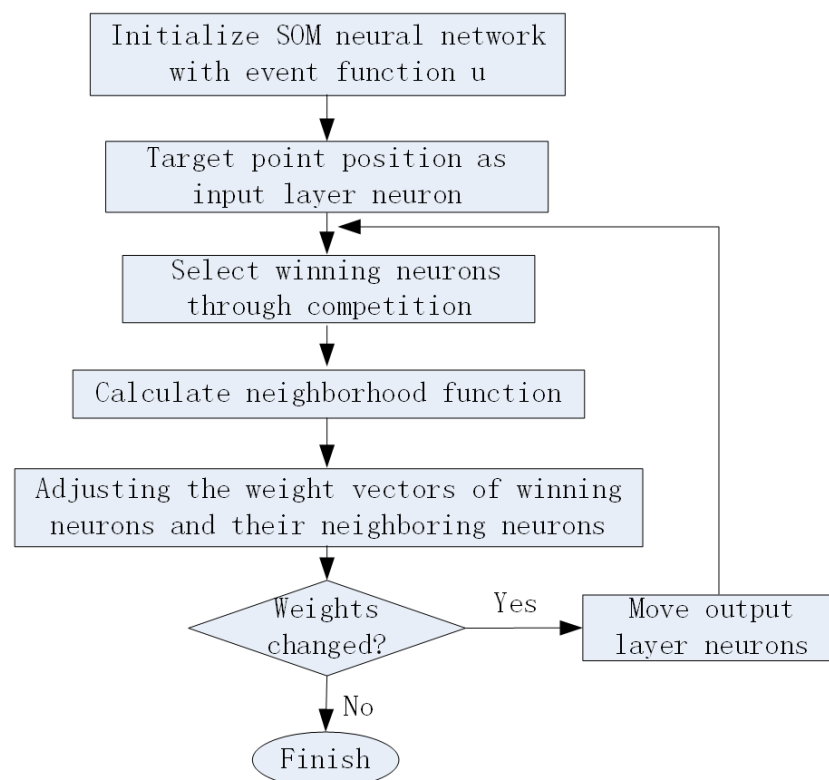 Initialize SOM neural network
with event function u
Target point position as
input layer neuron
Select winning neurons
through competition
Calculate neighborhood function
Adjusting the weight vectors of winning
neurons and their neighboring neurons
Weights
changed?
Yes
Move output
layer neurons
No
Finish